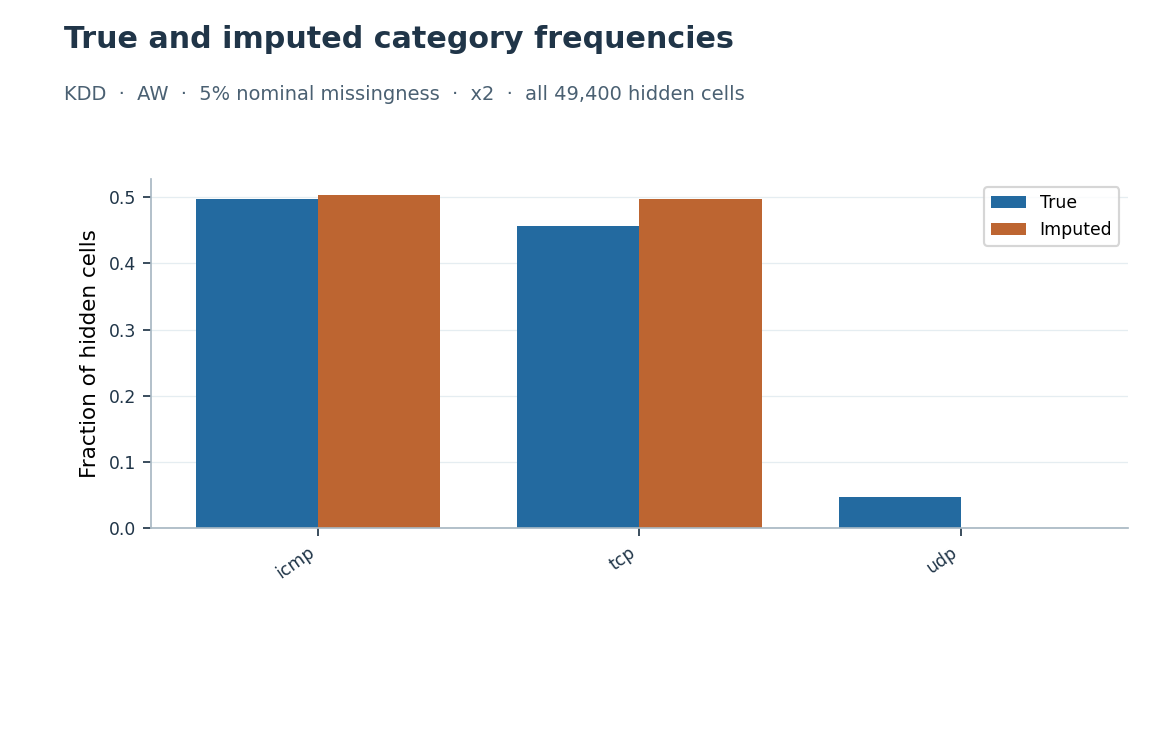 True and imputed category frequencies
KDD · AW · 5% nominal missingness · x2 · all 49,400 hidden cells
Fraction of hidden cells
0.5
0.4
0.3
0.2
0.1
0.0
True
Imputed
icmp
tcp
udp